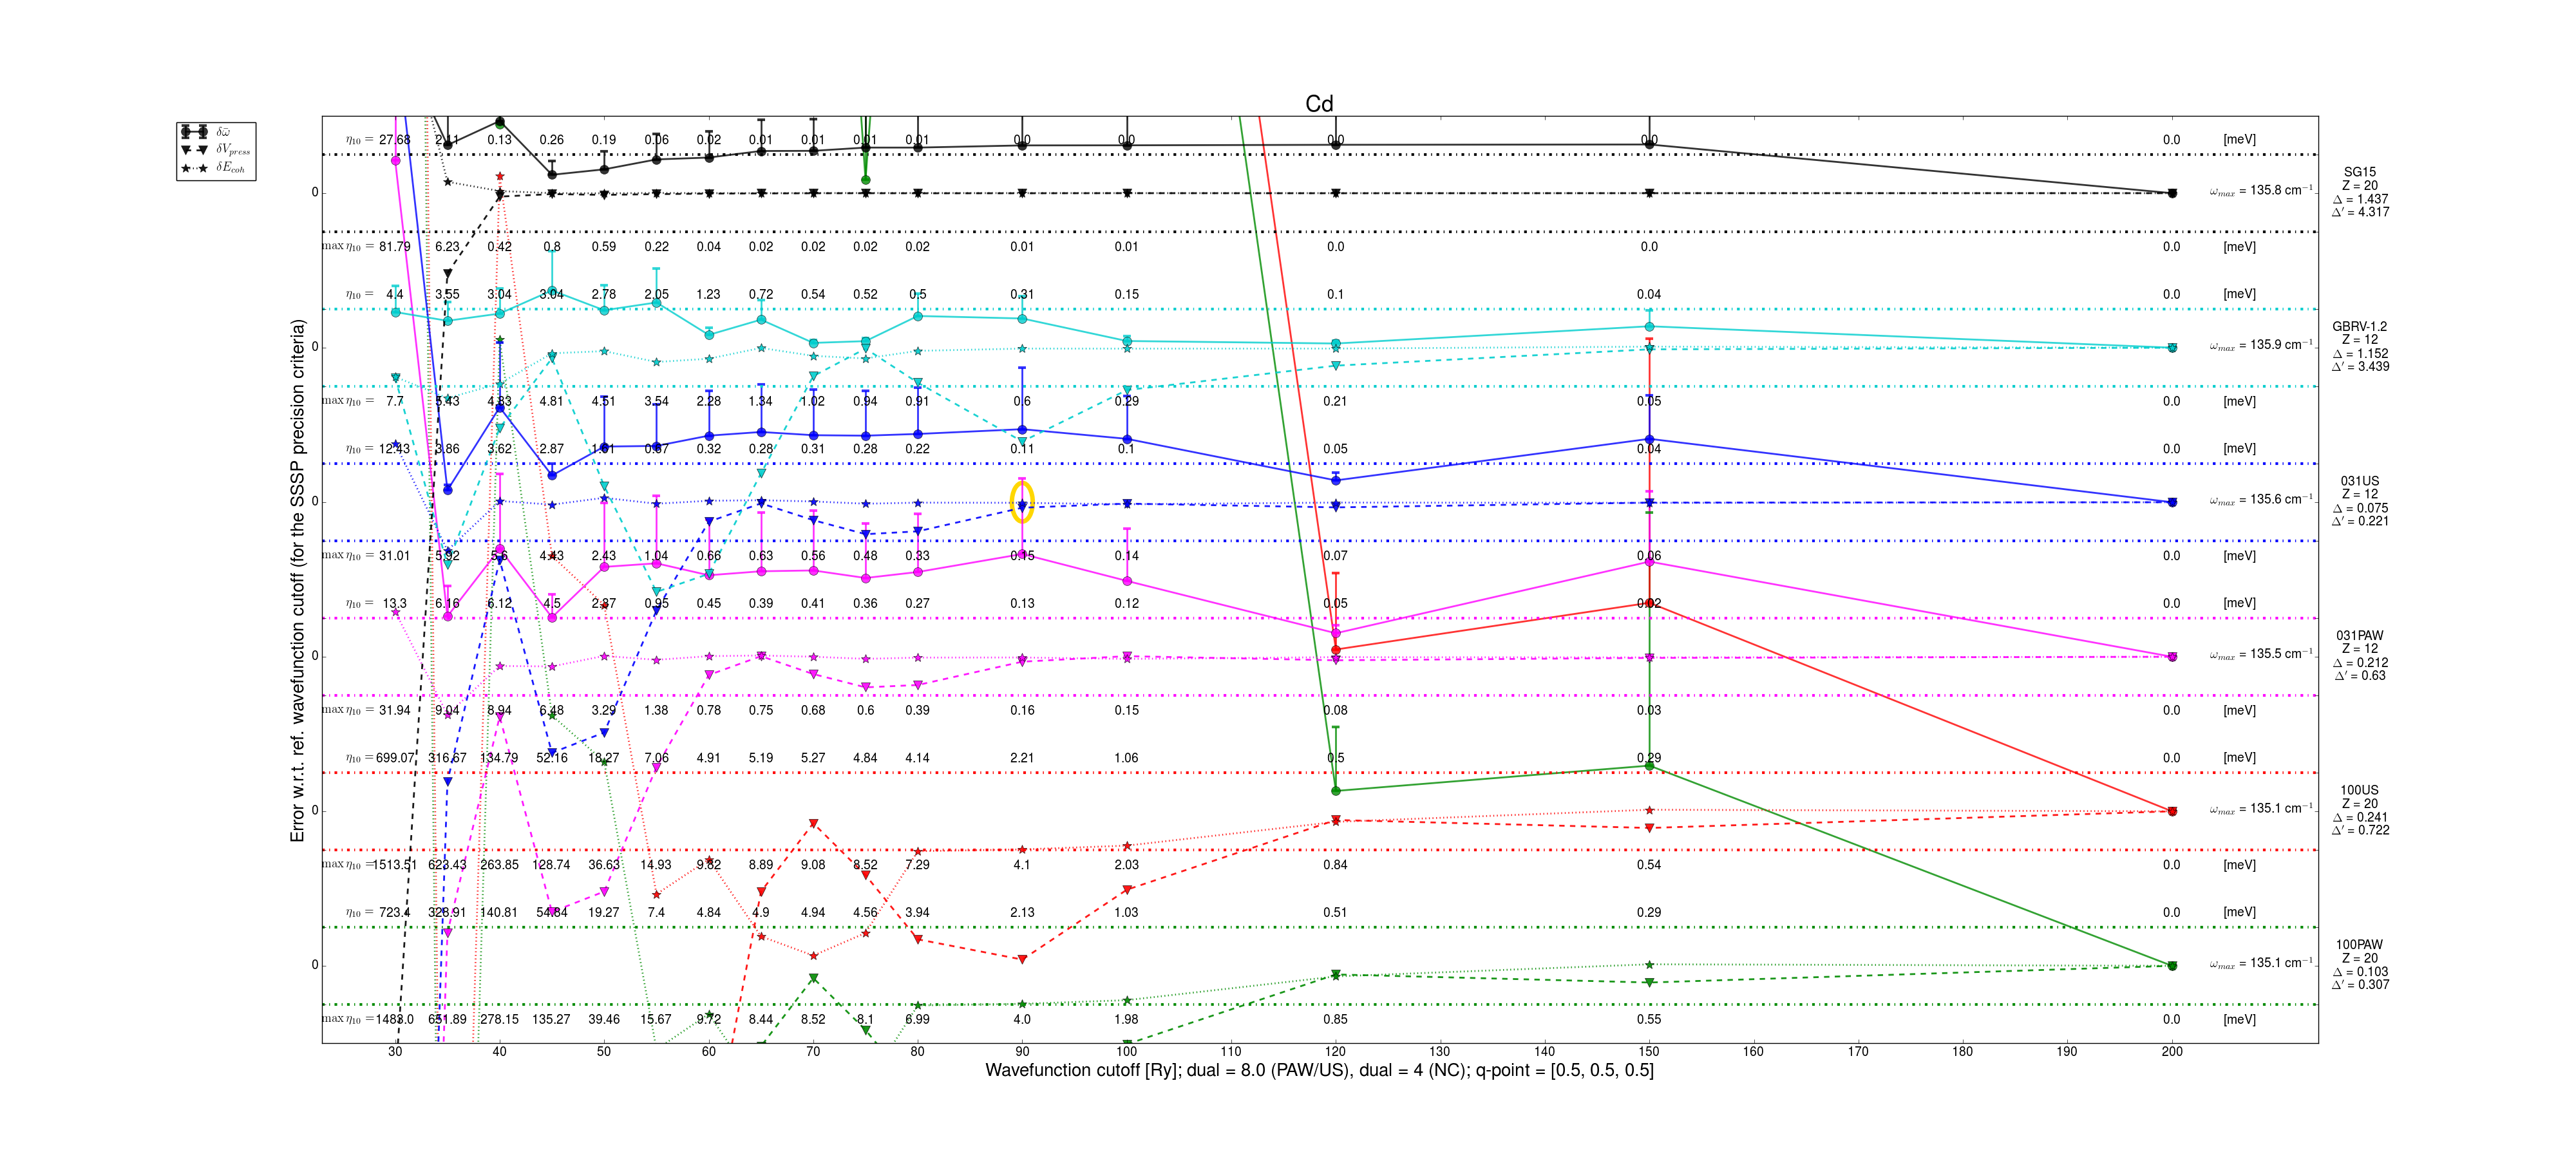 Cd
δω̄
δV_press
δE_coh
Error w.r.t. ref. wavefunction cutoff (for the SSSP precision criteria)
η10 = 27.68 2.11 0.13 0.26 0.19 0.06 0.02 0.01 0.01 0.01 0.01 0.0 0.0 0.0 0.0 0.0 [meV]
0
ω_max = 135.8 cm⁻¹
SG15
Z = 20
Δ = 1.437
Δ' = 4.317
max η10 = 81.79 6.23 0.42 0.8 0.59 0.22 0.04 0.02 0.02 0.02 0.02 0.01 0.01 0.0 0.0 0.0 [meV]
η10 = 4.4 3.55 3.04 3.04 2.78 2.05 1.23 0.72 0.54 0.52 0.5 0.31 0.15 0.1 0.04 0.0 [meV]
0
ω_max = 135.9 cm⁻¹
GBRV-1.2
Z = 12
Δ = 1.152
Δ' = 3.439
max η10 = 7.7 5.43 4.83 4.81 4.51 3.54 2.28 1.34 1.02 0.94 0.91 0.6 0.29 0.21 0.05 0.0 [meV]
η10 = 12.43 3.86 3.62 2.87 0.32 0.28 0.31 0.28 0.22 0.11 0.1 0.05 0.04 0.0 [meV]
0
ω_max = 135.6 cm⁻¹
031US
Z = 12
Δ = 0.075
Δ' = 0.221
max η10 = 31.01 5.92 5.6 4.43 2.43 1.04 0.66 0.63 0.56 0.48 0.33 0.15 0.14 0.07 0.06 0.0 [meV]
η10 = 13.3 6.16 6.12 4.5 2.37 0.95 0.45 0.39 0.41 0.36 0.27 0.13 0.12 0.05 0.02 0.0 [meV]
0
ω_max = 135.5 cm⁻¹
031PAW
Z = 12
Δ = 0.212
Δ' = 0.63
max η10 = 31.94 9.04 8.94 6.48 3.29 1.38 0.78 0.75 0.68 0.6 0.39 0.16 0.15 0.08 0.03 0.0 [meV]
η10 = 699.07 316.67 134.79 52.16 18.27 7.06 4.91 5.19 5.27 4.84 4.14 2.21 1.06 0.5 0.29 0.0 [meV]
0
ω_max = 135.1 cm⁻¹
100US
Z = 20
Δ = 0.241
Δ' = 0.722
max η10 = 1513.51 623.43 263.85 128.74 36.63 14.93 9.82 8.89 9.08 8.52 7.29 4.1 2.03 0.84 0.54 0.0 [meV]
η10 = 723.4 328.91 140.81 54.84 19.27 7.4 4.84 4.9 4.94 4.56 3.94 2.13 1.03 0.51 0.29 0.0 [meV]
0
ω_max = 135.1 cm⁻¹
100PAW
Z = 20
Δ = 0.103
Δ' = 0.307
max η10 = 1488.0 651.89 278.15 135.27 39.46 15.67 9.72 8.44 8.52 8.1 6.99 4.0 1.98 0.85 0.55 0.0 [meV]
30 40 50 60 70 80 90 100 110 120 130 140 150 160 170 180 190 200
Wavefunction cutoff [Ry]; dual = 8.0 (PAW/US), dual = 4 (NC); q-point = [0.5, 0.5, 0.5]